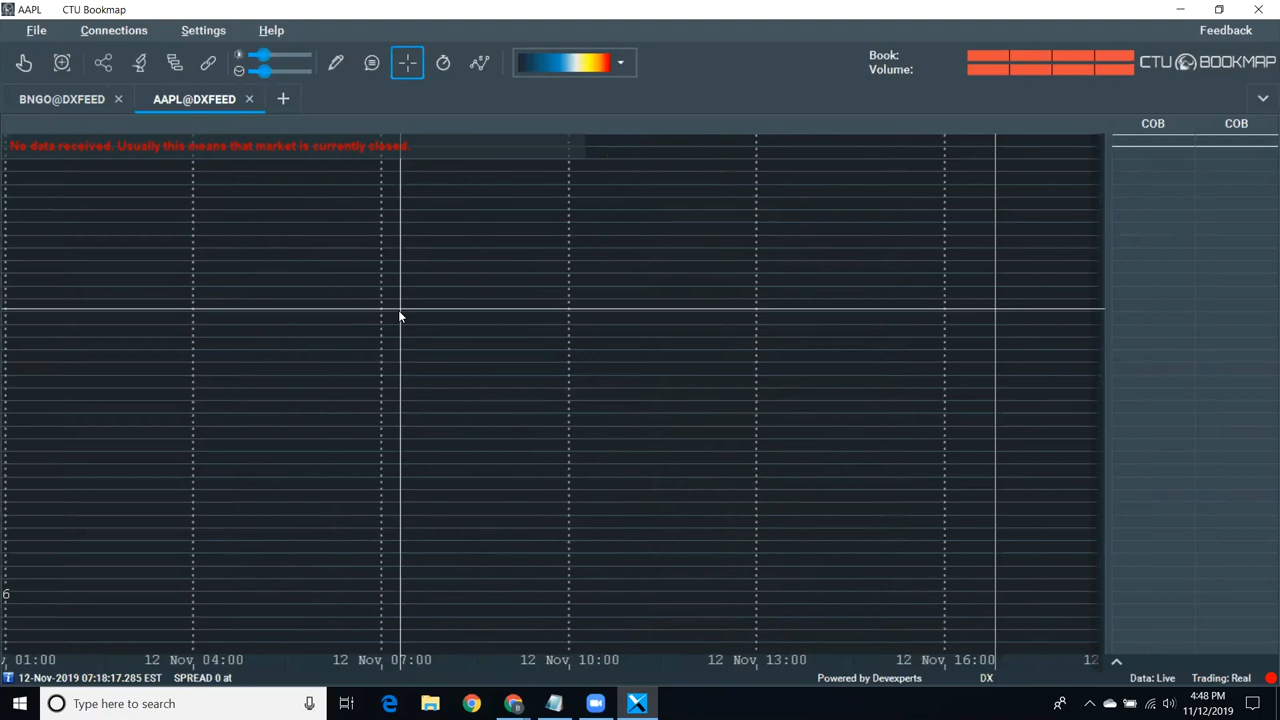 AAPL CTU Bookmap
File Connections Settings Help Feedback
Book:
Volume:
CTU BOOKMAP
BNGO@DXFEED AAPL@DXFEED
COB COB
No data received. Usually this means that market is currently closed.
6
01:00 12 Nov 04:00 12 Nov 07:00 12 Nov 10:00 12 Nov 13:00 12 Nov 16:00 12
12-Nov-2019 07:18:17.285 EST SPREAD 0 at Powered by Devexperts DX Data: Live Trading: Real
Type here to search
4:48 PM
11/12/2019